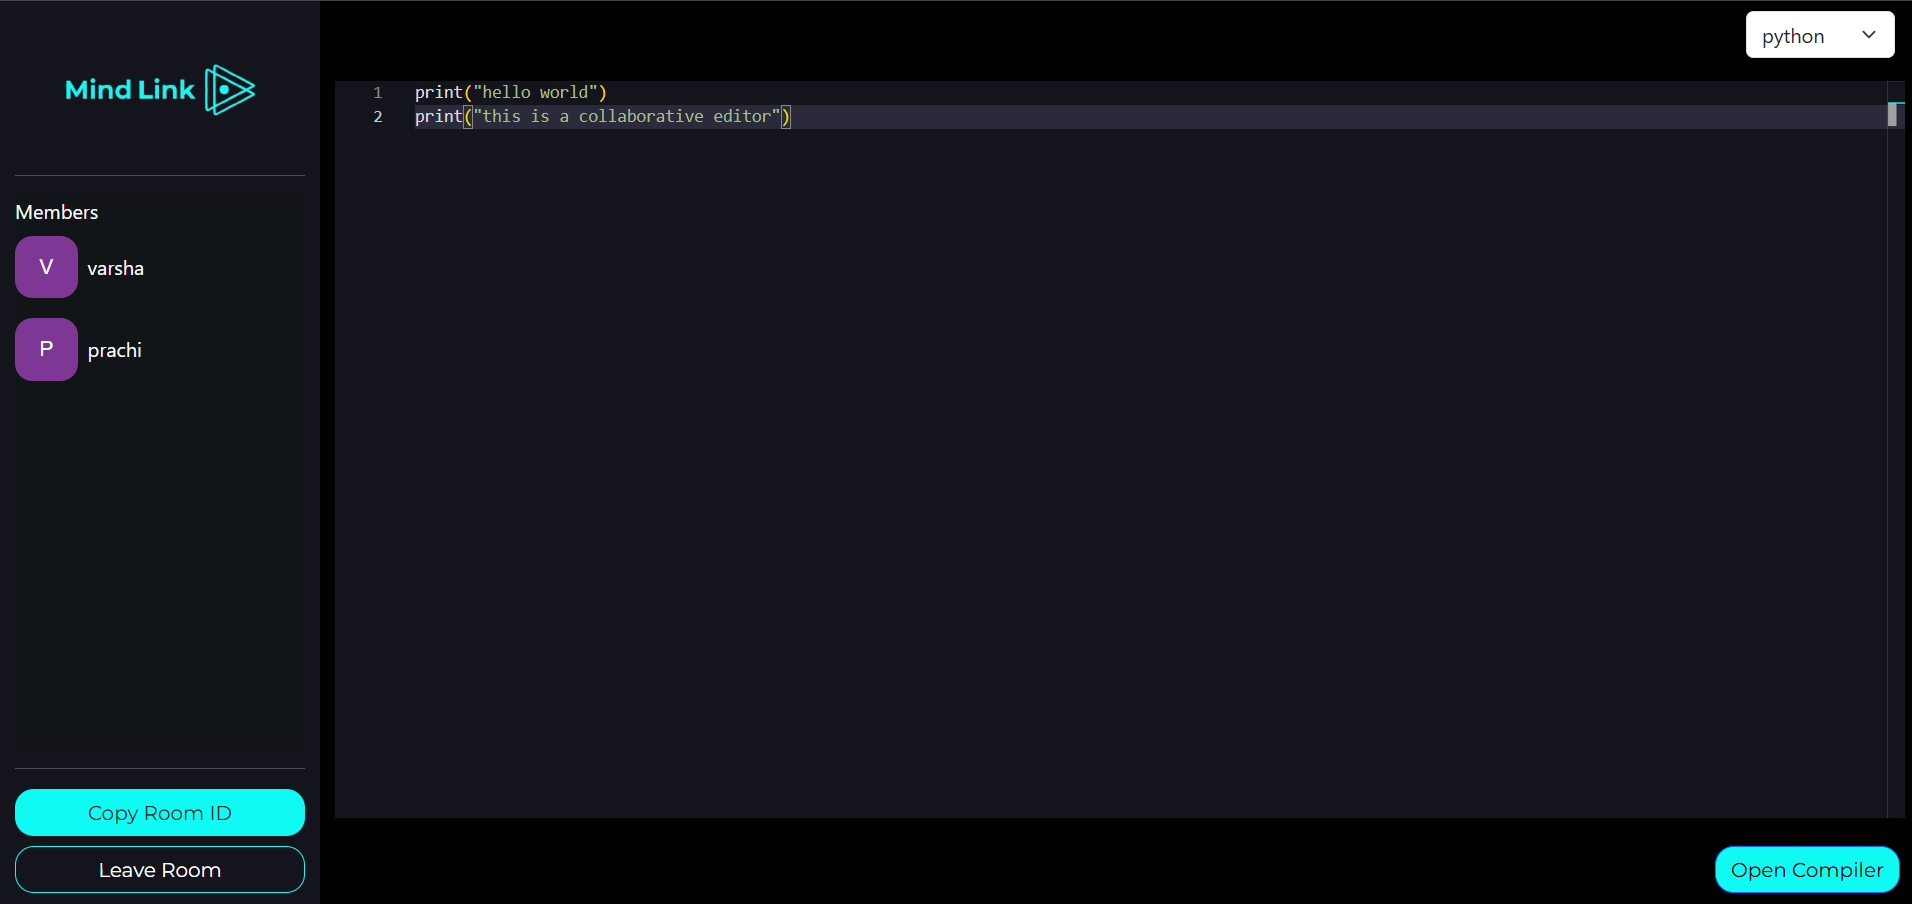 Mind Link
Members
V varsha
P prachi
Copy Room ID
Leave Room
python
1 print("hello world")
2 print("this is a collaborative editor")
Open Compiler